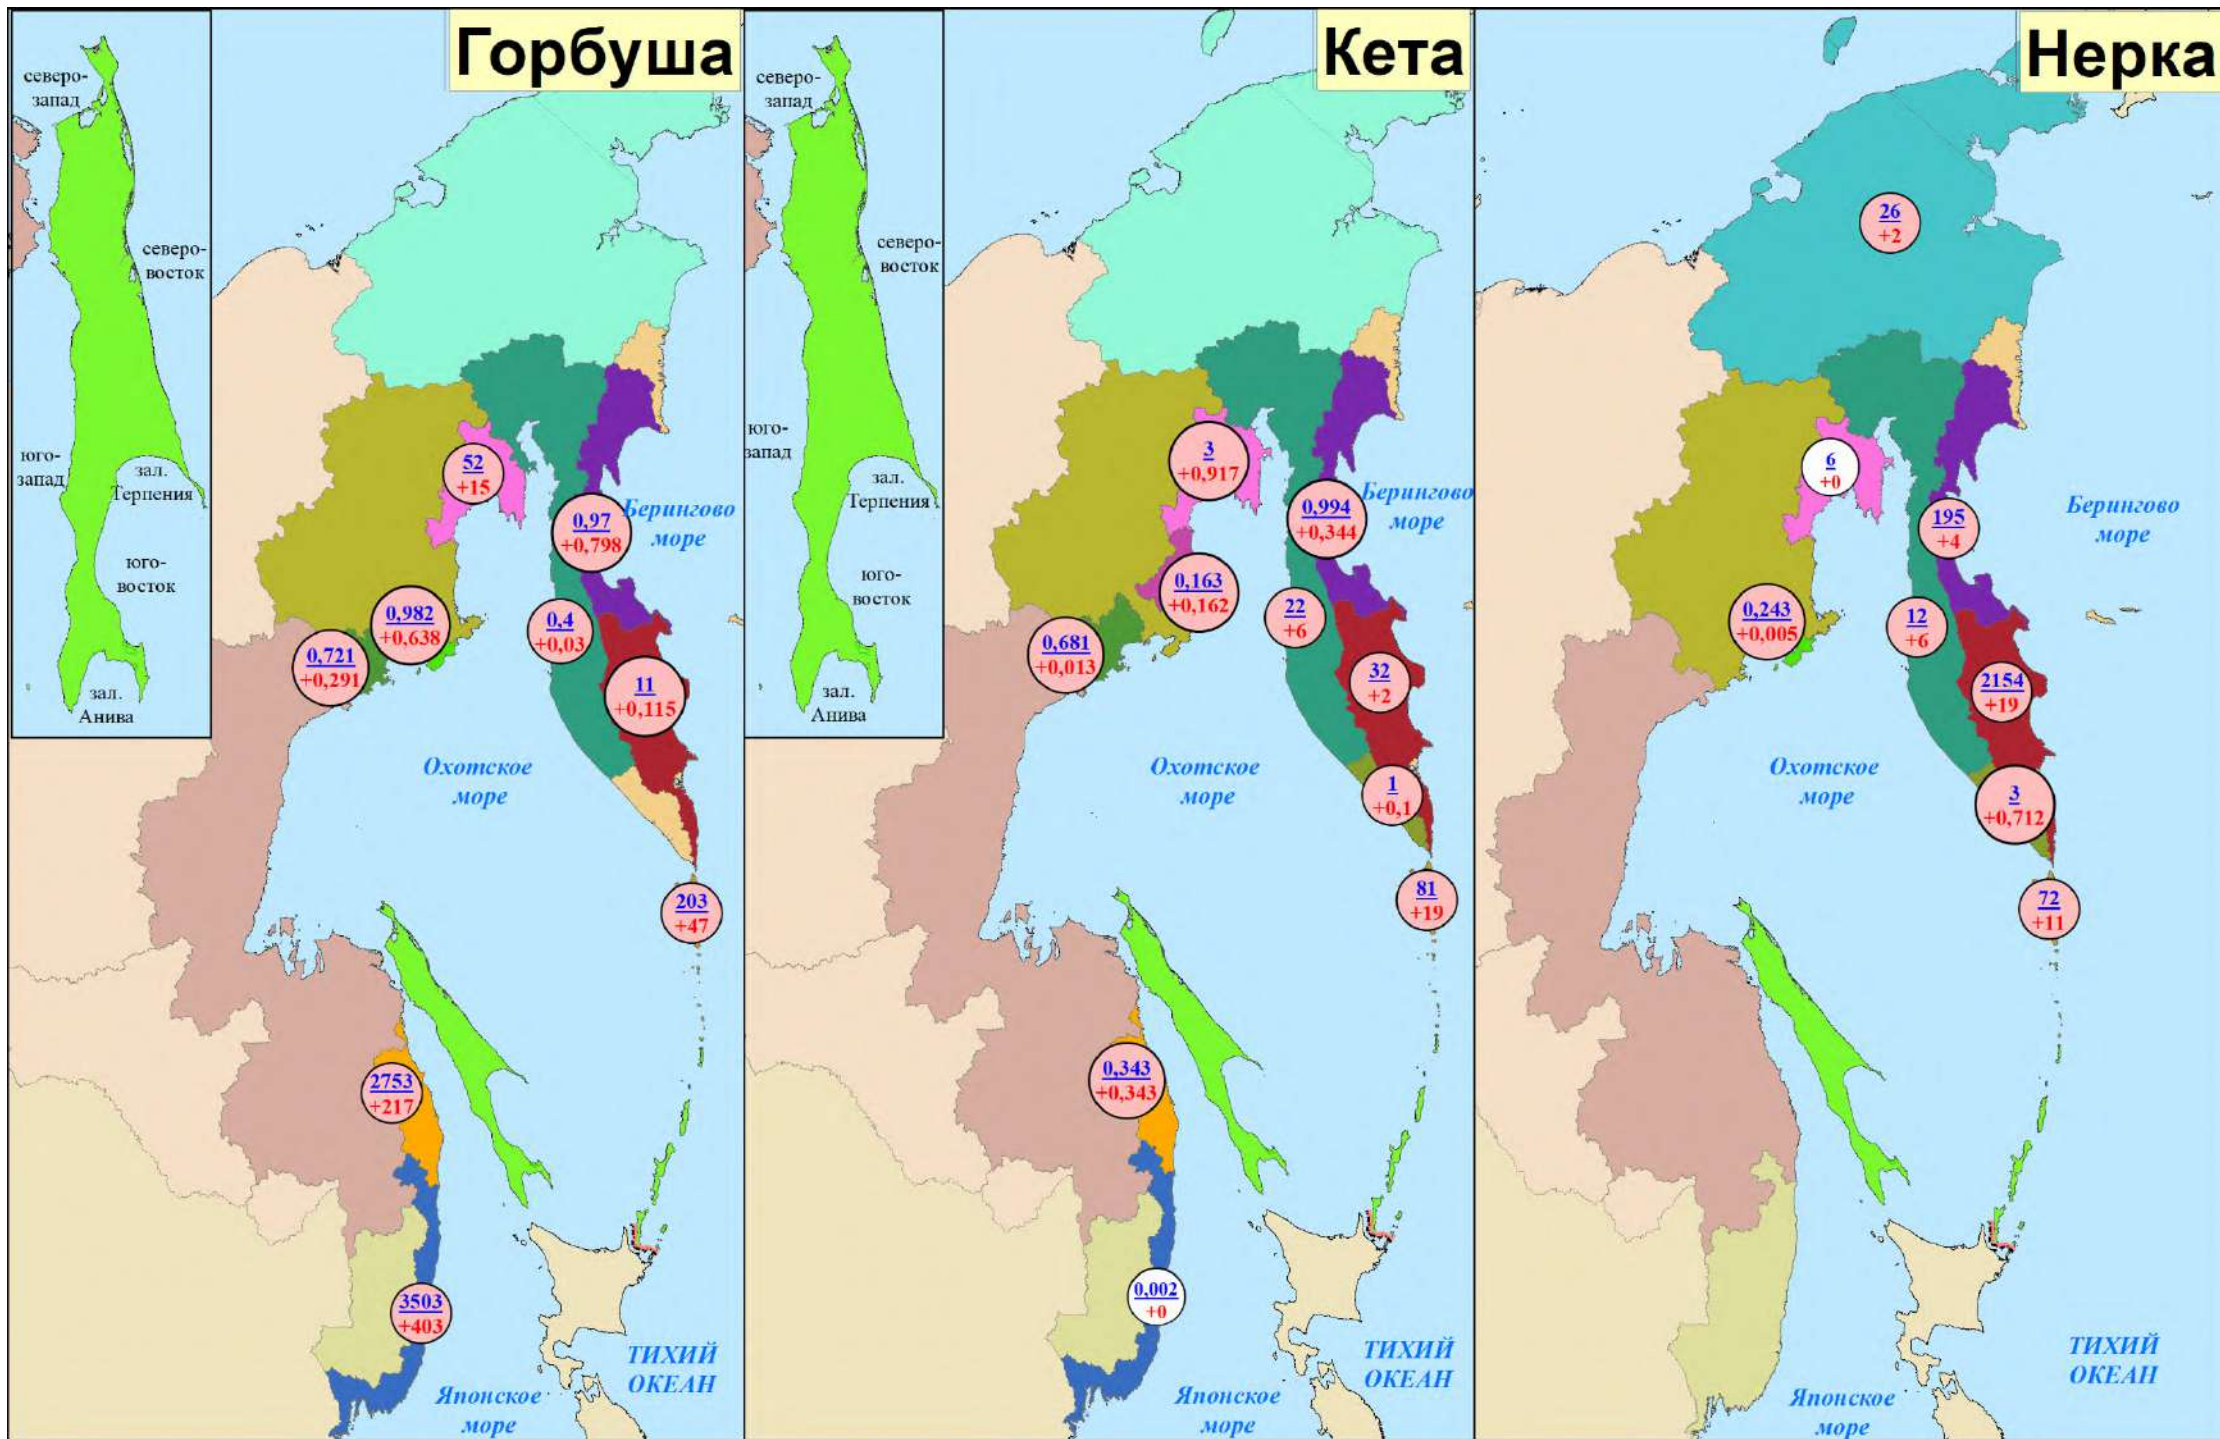 Горбуша
северо-
запад
северо-
восток
юго-
запад
зал.
Терпения
юго-
восток
зал.
Анива
52
+15
0,97
+0,798
Берингово
море
0,982
+0,638
0,4
+0,03
0,721
+0,291
11
+0,115
Охотское
море
203
+47
2753
+217
3503
+403
ТИХИЙ
ОКЕАН
Японское
море
Кета
северо-
запад
северо-
восток
юго-
запад
зал.
Терпения
юго-
восток
зал.
Анива
3
+0,917
0,994
+0,344
Берингово
море
0,163
+0,162
22
+6
0,681
+0,013
32
+2
Охотское
море
1
+0,1
81
+19
0,343
+0,343
0,002
+0
ТИХИЙ
ОКЕАН
Японское
море
Нерка
26
+2
6
+0
195
+4
Берингово
море
0,243
+0,005
12
+6
2154
+19
Охотское
море
3
+0,712
72
+11
ТИХИЙ
ОКЕАН
Японское
море